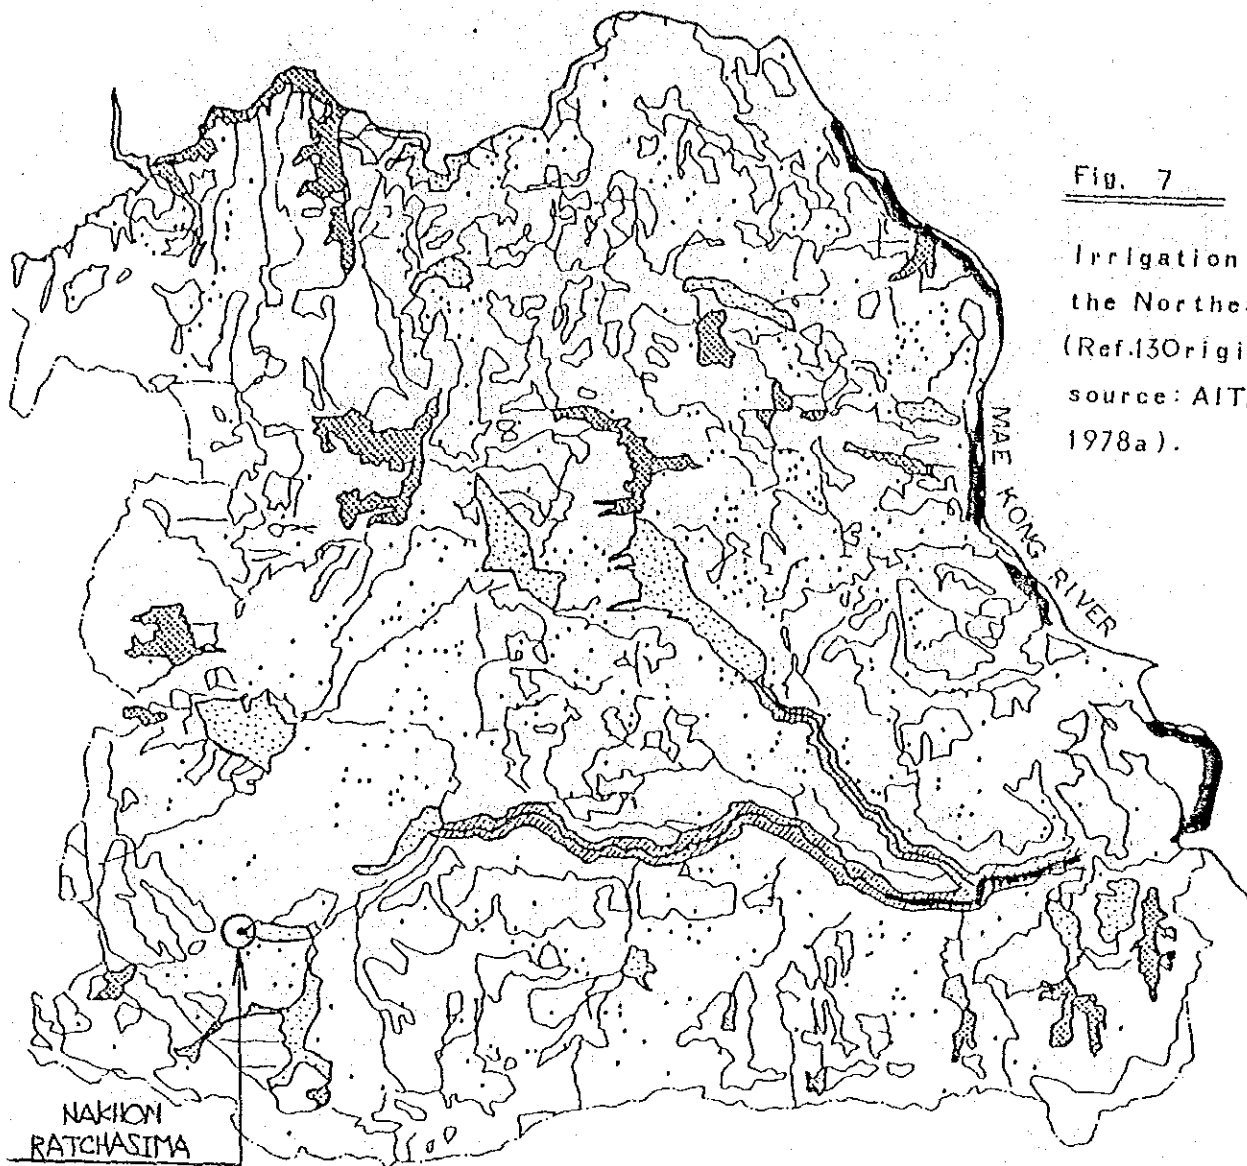 Fig. 7
Irrigation
the Northe
(Ref.13Origi
source: AIT
1978a).
MAE KONG RIVER
NAKHON
RATCHASIMA